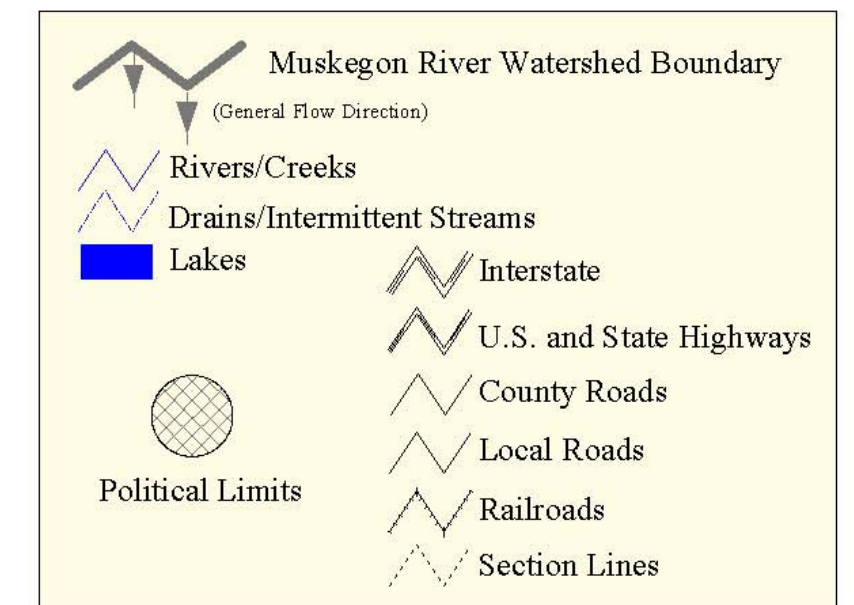 Muskegon River Watershed Boundary
(General Flow Direction)
Rivers/Creeks
Drains/Intermittent Streams
Lakes
Interstate
U.S. and State Highways
County Roads
Local Roads
Political Limits
Railroads
Section Lines